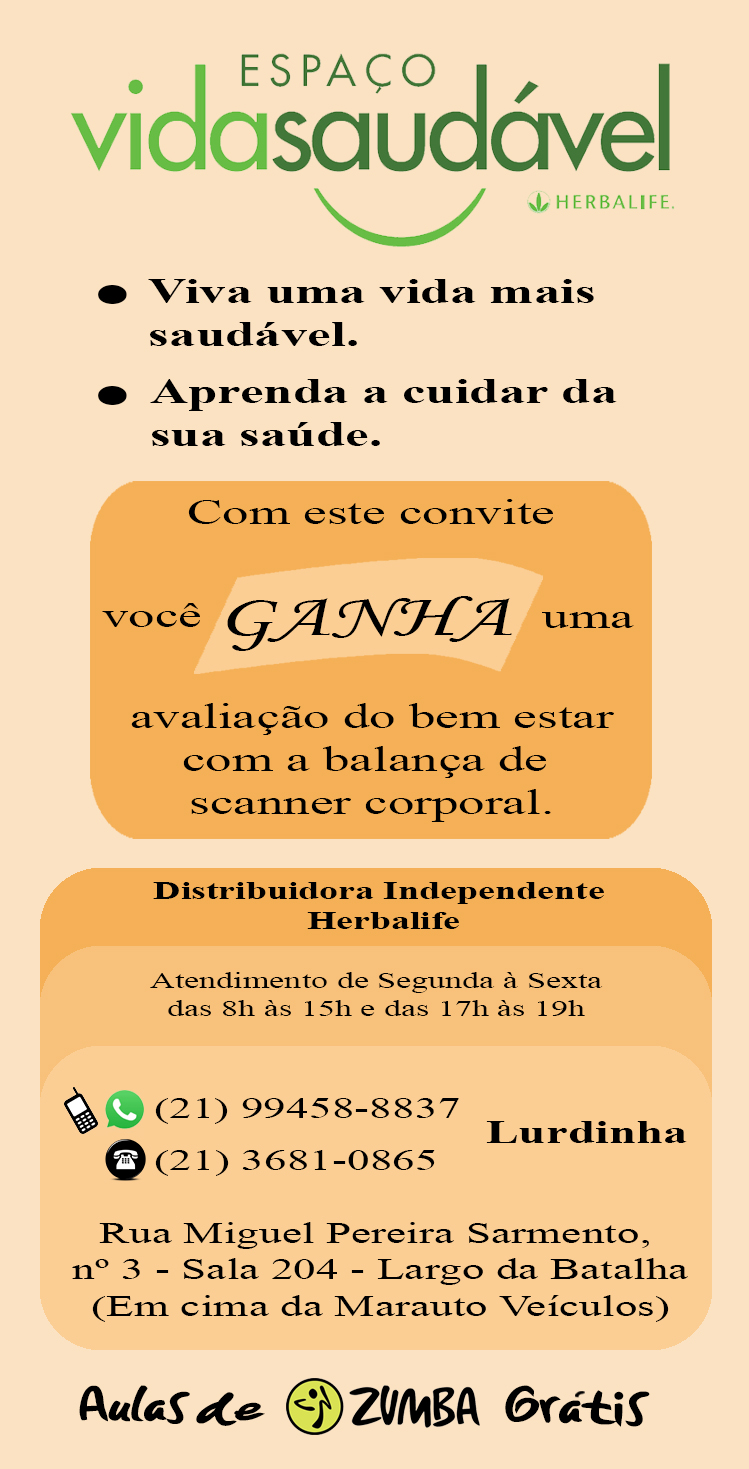 ESPAÇO
vidasaudável
HERBALIFE.
Viva uma vida mais
saudável.
Aprenda a cuidar da
sua saúde.
Com este convite
você GANHA uma
avaliação do bem estar
com a balança de
scanner corporal.
Distribuidora Independente
Herbalife
Atendimento de Segunda à Sexta
das 8h às 15h e das 17h às 19h
(21) 99458-8837
Lurdinha
(21) 3681-0865
Rua Miguel Pereira Sarmento,
nº 3 - Sala 204 - Largo da Batalha
(Em cima da Marauto Veículos)
Aulas de ZUMBA Grátis